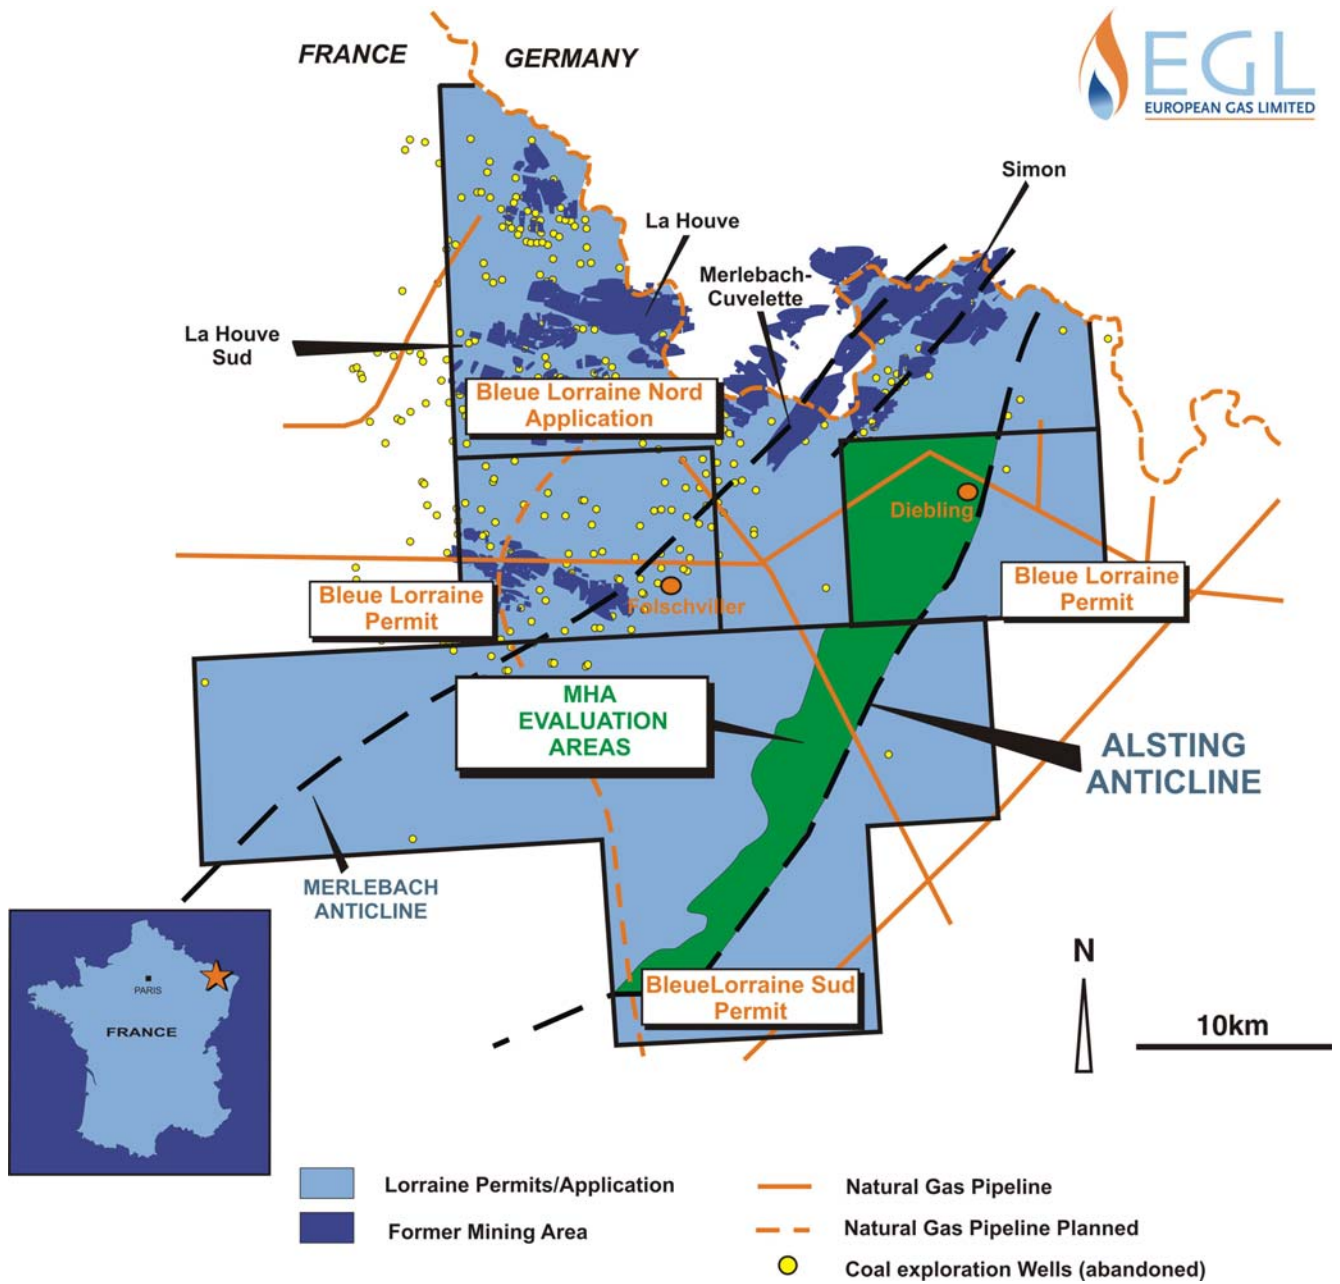 FRANCE
GERMANY
EGL
EUROPEAN GAS LIMITED
Simon
La Houve
Merlebach-
Cuvelette
La Houve
Sud
Bleue Lorraine Nord
Application
Diebling
Bleue Lorraine
Permit
Bleue Lorraine
Permit
Folschviller
MHA
EVALUATION
AREAS
ALSTING
ANTICLINE
MERLEBACH
ANTICLINE
BleueLorraine Sud
Permit
N
10km
PARIS
FRANCE
Lorraine Permits/Application
Former Mining Area
Natural Gas Pipeline
Natural Gas Pipeline Planned
Coal exploration Wells (abandoned)